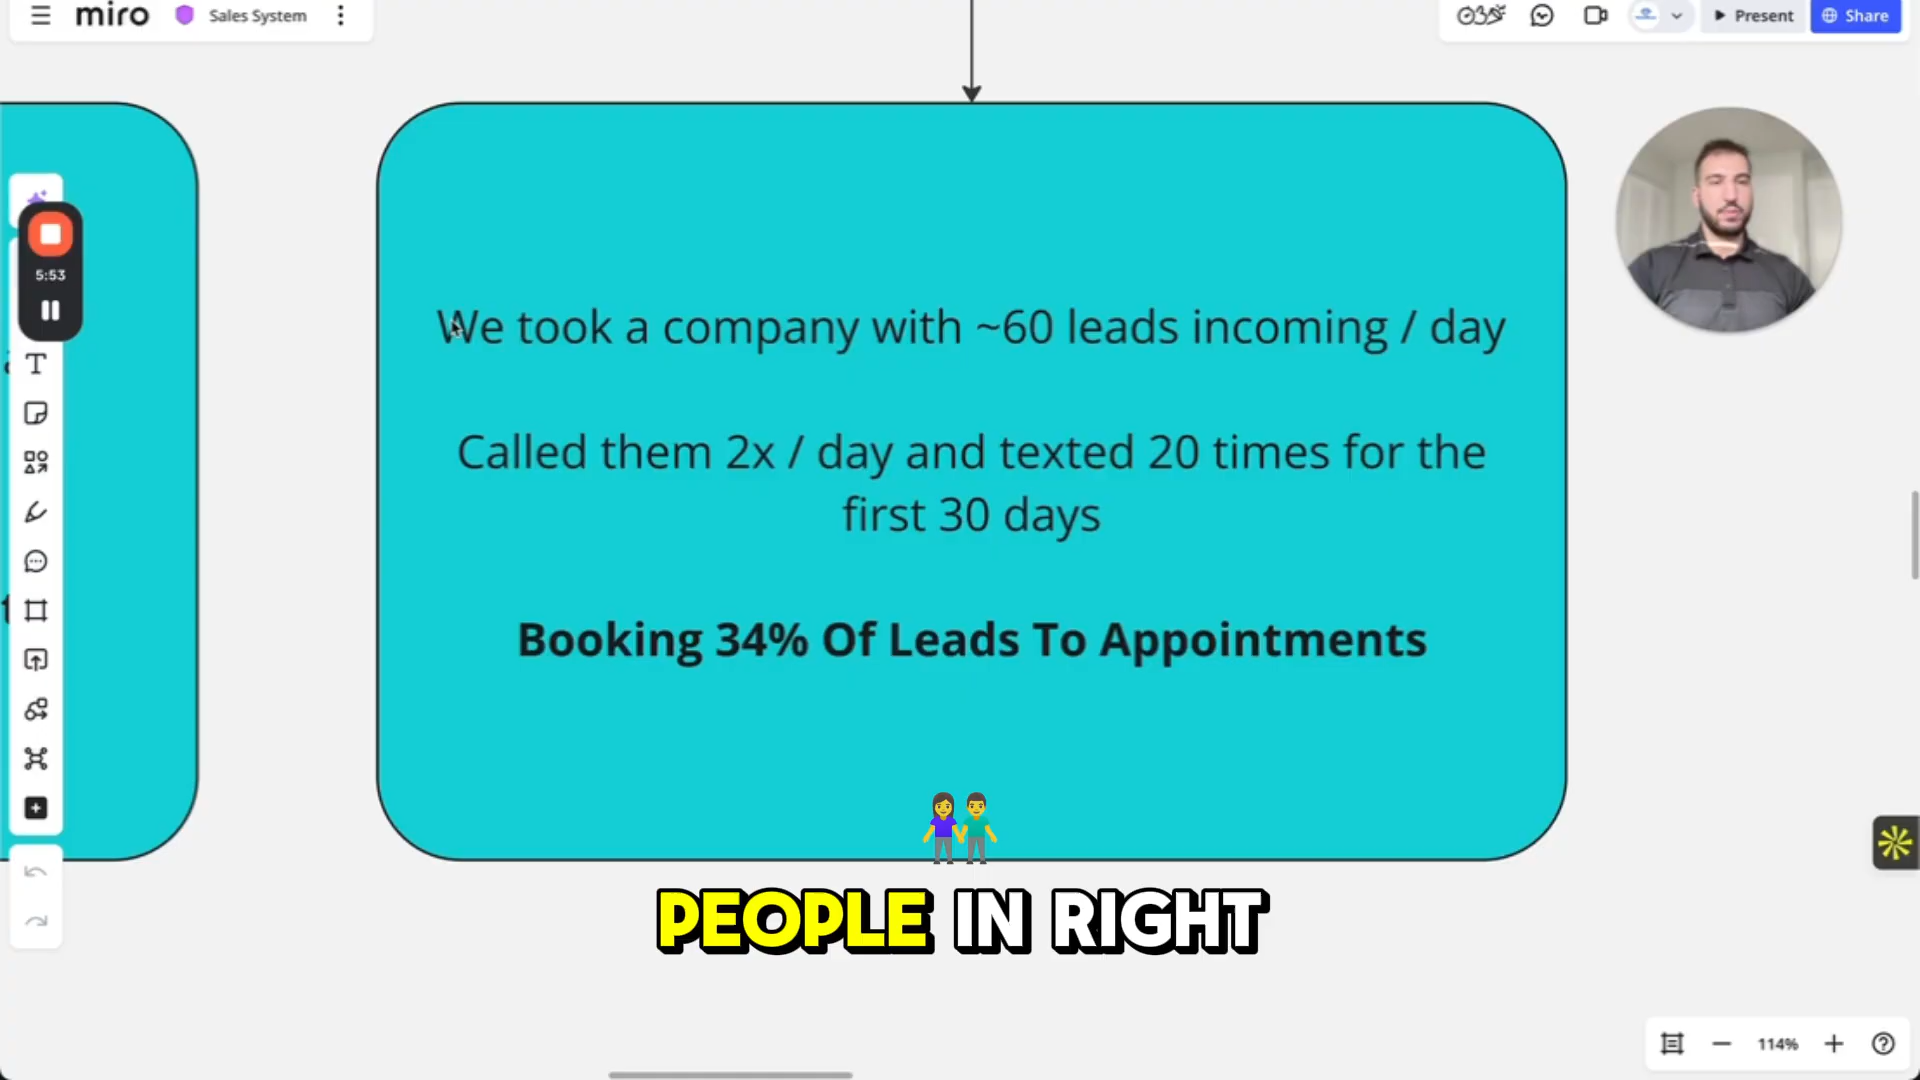 miro Sales System
Present Share
5:53
We took a company with ~60 leads incoming / day
Called them 2x / day and texted 20 times for the
first 30 days
Booking 34% Of Leads To Appointments
PEOPLE IN RIGHT
114%